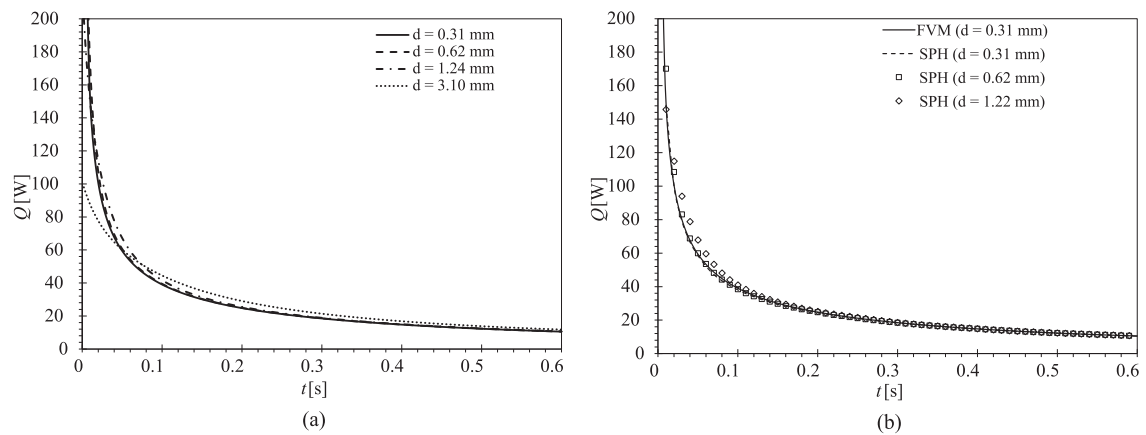 200
180
160
140
120
100
80
60
40
20
0
Q[W]
0
0.1
0.2
0.3
0.4
0.5
0.6
t[s]
d = 0.31 mm
d = 0.62 mm
d = 1.24 mm
d = 3.10 mm
(a)
200
180
160
140
120
100
80
60
40
20
0
Q[W]
0
0.1
0.2
0.3
0.4
0.5
0.6
t[s]
FVM (d = 0.31 mm)
SPH (d = 0.31 mm)
SPH (d = 0.62 mm)
SPH (d = 1.22 mm)
(b)